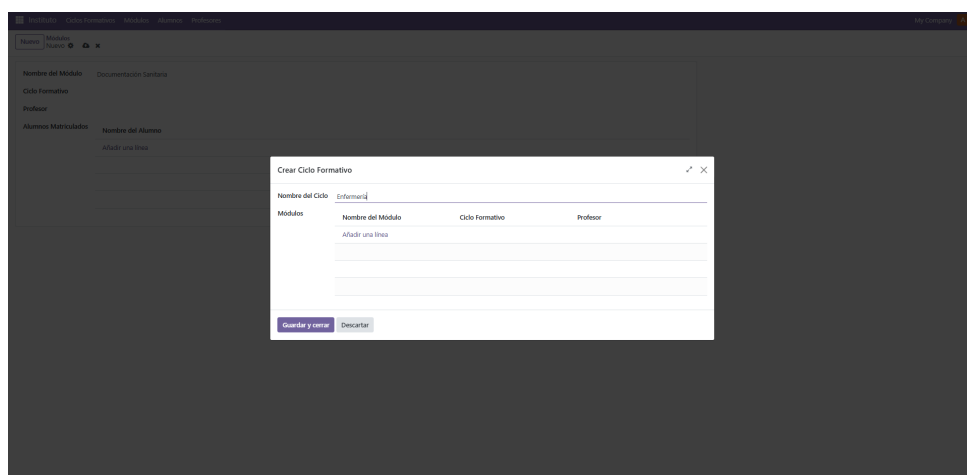 Instituto Ciclos Formativos Módulos Alumnos Profesores My Company A
Nuevo Módulos
Nuevo
Nombre del Módulo Documentación Sanitaria
Ciclo Formativo
Profesor
Alumnos Matriculados Nombre del Alumno
Añadir una línea
Crear Ciclo Formativo
Nombre del Ciclo Enfermería
Módulos Nombre del Módulo Ciclo Formativo Profesor
Añadir una línea
Guardar y cerrar Descartar